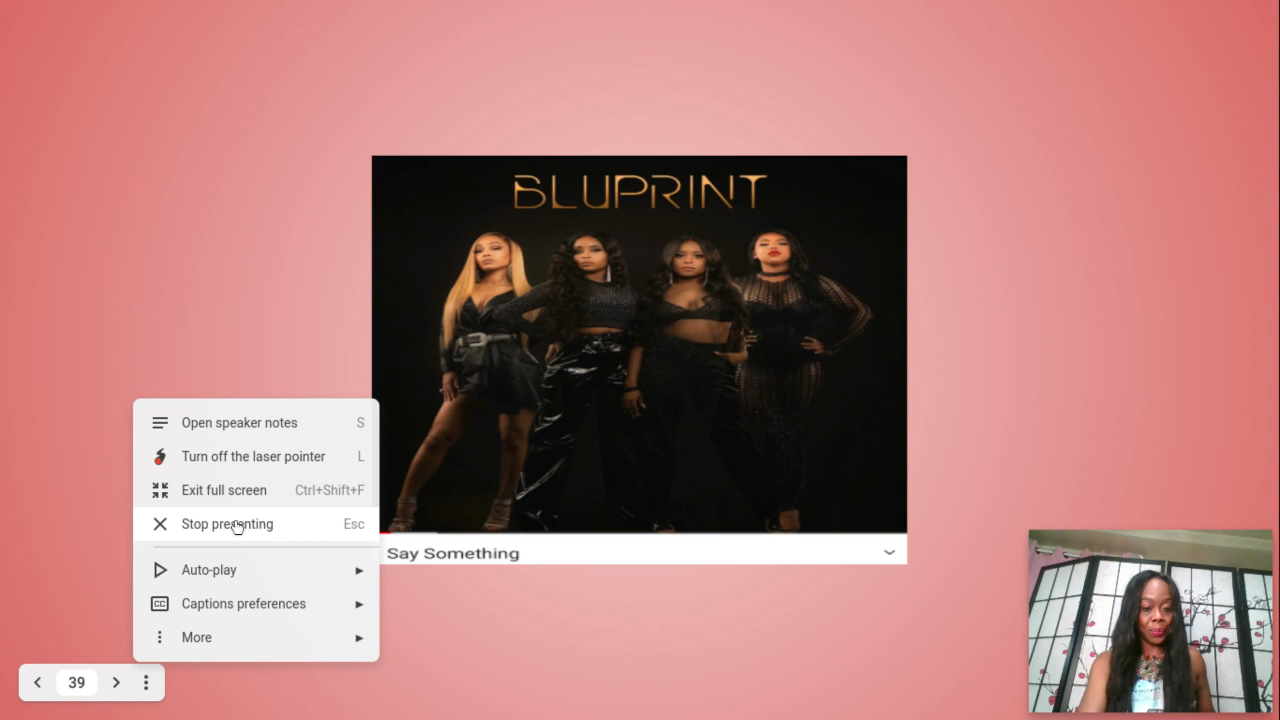 BLUPRINT
Open speaker notes S
Turn off the laser pointer L
Exit full screen Ctrl+Shift+F
Stop presenting Esc
Say Something
Auto-play
CC Captions preferences
More
39